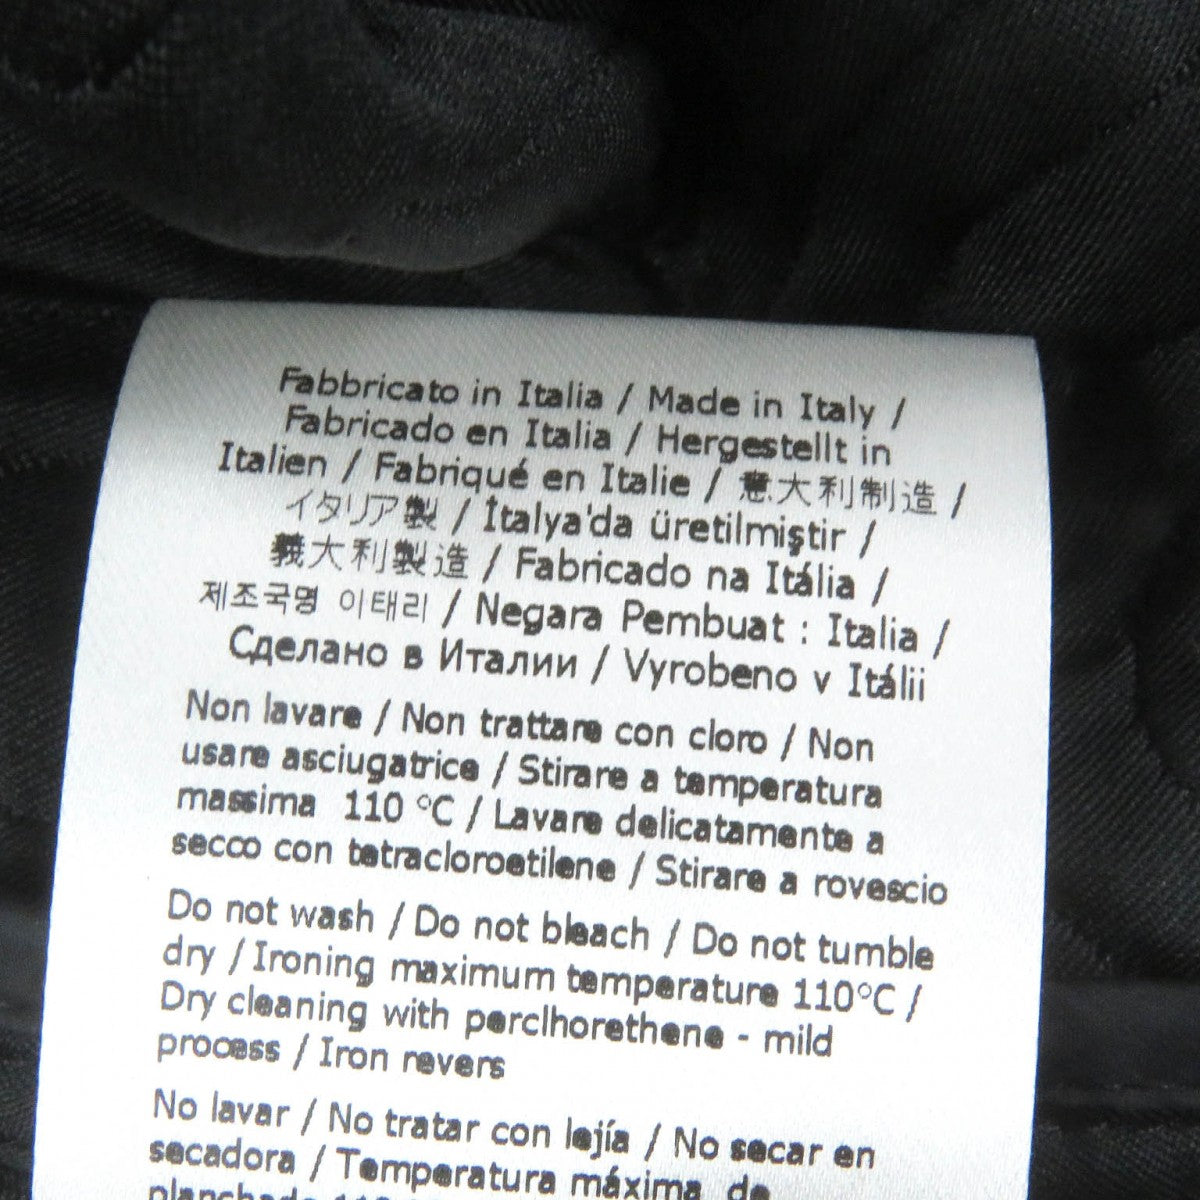 Fabbricato in Italia / Made in Italy /
Fabricado en Italia / Hergestellt in
Italien / Fabriqué en Italie / 意大利制造 /
イタリア製 / İtalya'da üretilmiştir /
義大利製造 / Fabricado na Itália /
제조국명 이태리 / Negara Pembuat : Italia /
Сделано в Италии / Vyrobeno v Itálii
Non lavare / Non trattare con cloro / Non
usare asciugatrice / Stirare a temperatura
massima 110 °C / Lavare delicatamente a
secco con tetracloroetilene / Stirare a rovescio
Do not wash / Do not bleach / Do not tumble
dry / Ironing maximum temperature 110°C /
Dry cleaning with perclhorethene - mild
process / Iron revers
No lavar / No tratar con lejía / No secar en
secadora / Temperatura máxima de
planchado 110